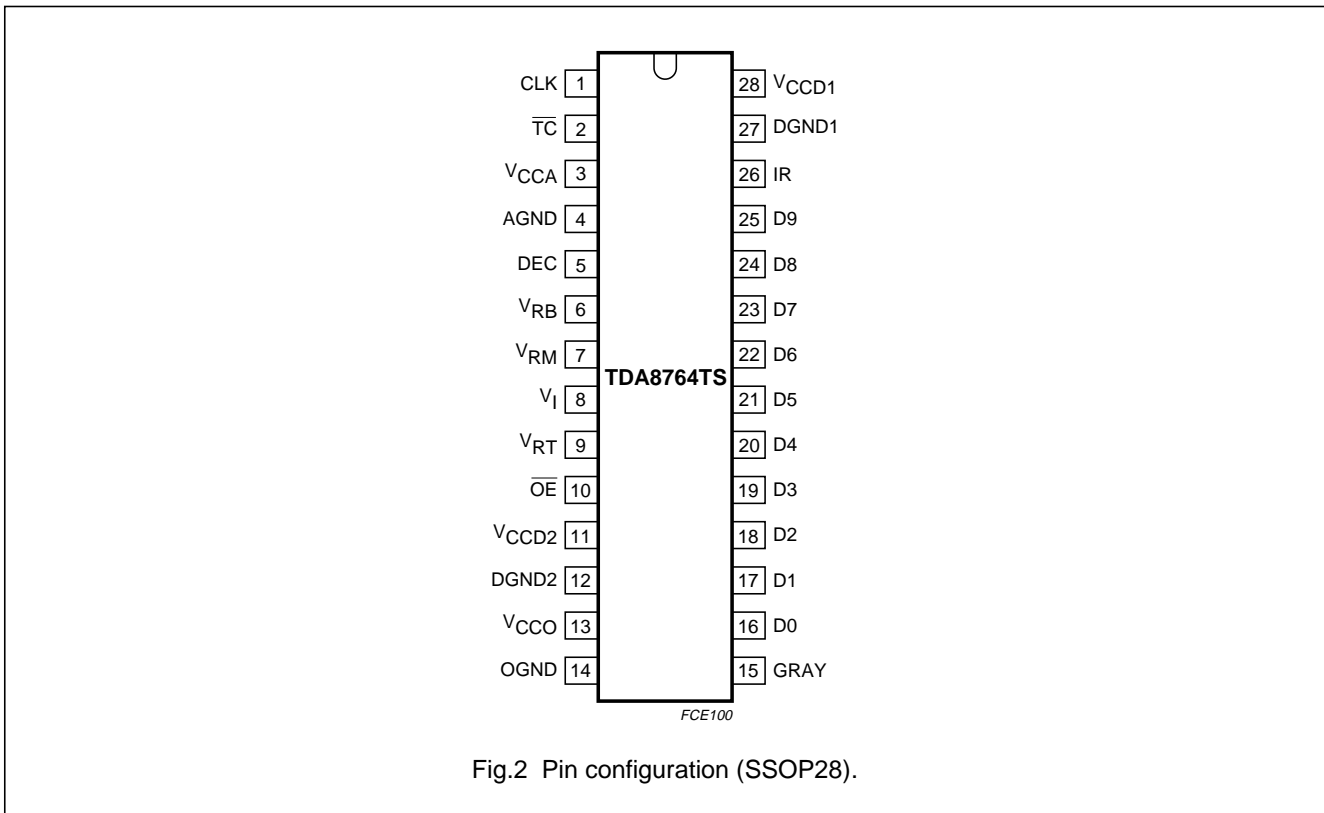 CLK 1 28 VCCD1
TC 2 27 DGND1
VCCA 3 26 IR
AGND 4 25 D9
DEC 5 24 D8
VRB 6 23 D7
VRM 7 22 D6
TDA8764TS
VI 8 21 D5
VRT 9 20 D4
OE 10 19 D3
VCCD2 11 18 D2
DGND2 12 17 D1
VCCO 13 16 D0
OGND 14 15 GRAY
FCE100
Fig.2 Pin configuration (SSOP28).